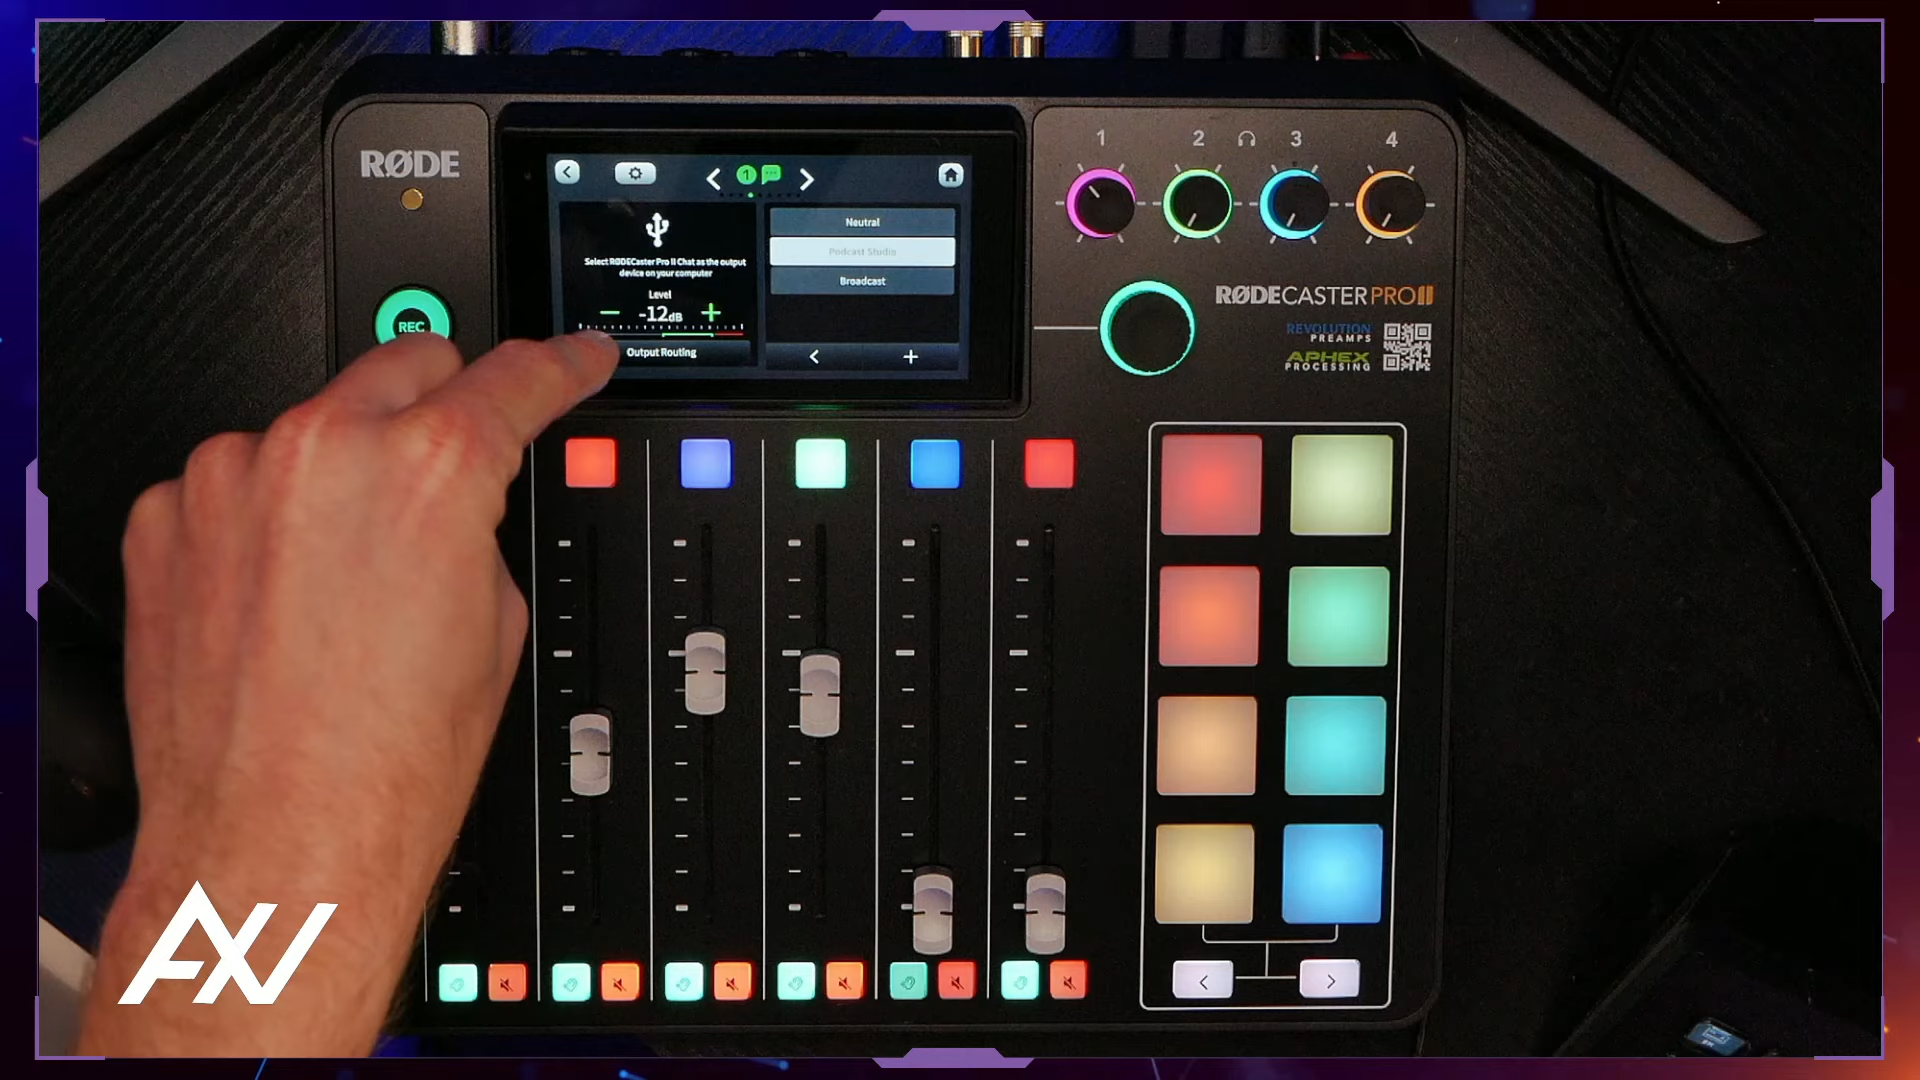 RØDE
1
2
3
4
1
Select RØDECaster Pro II Chat as the output
device on your computer
Level
-12dB
Output Routing
Neutral
Podcast Studio
Broadcast
REC
RØDECASTER PRO II
REVOLUTION
PREAMPS
APHEX
PROCESSING